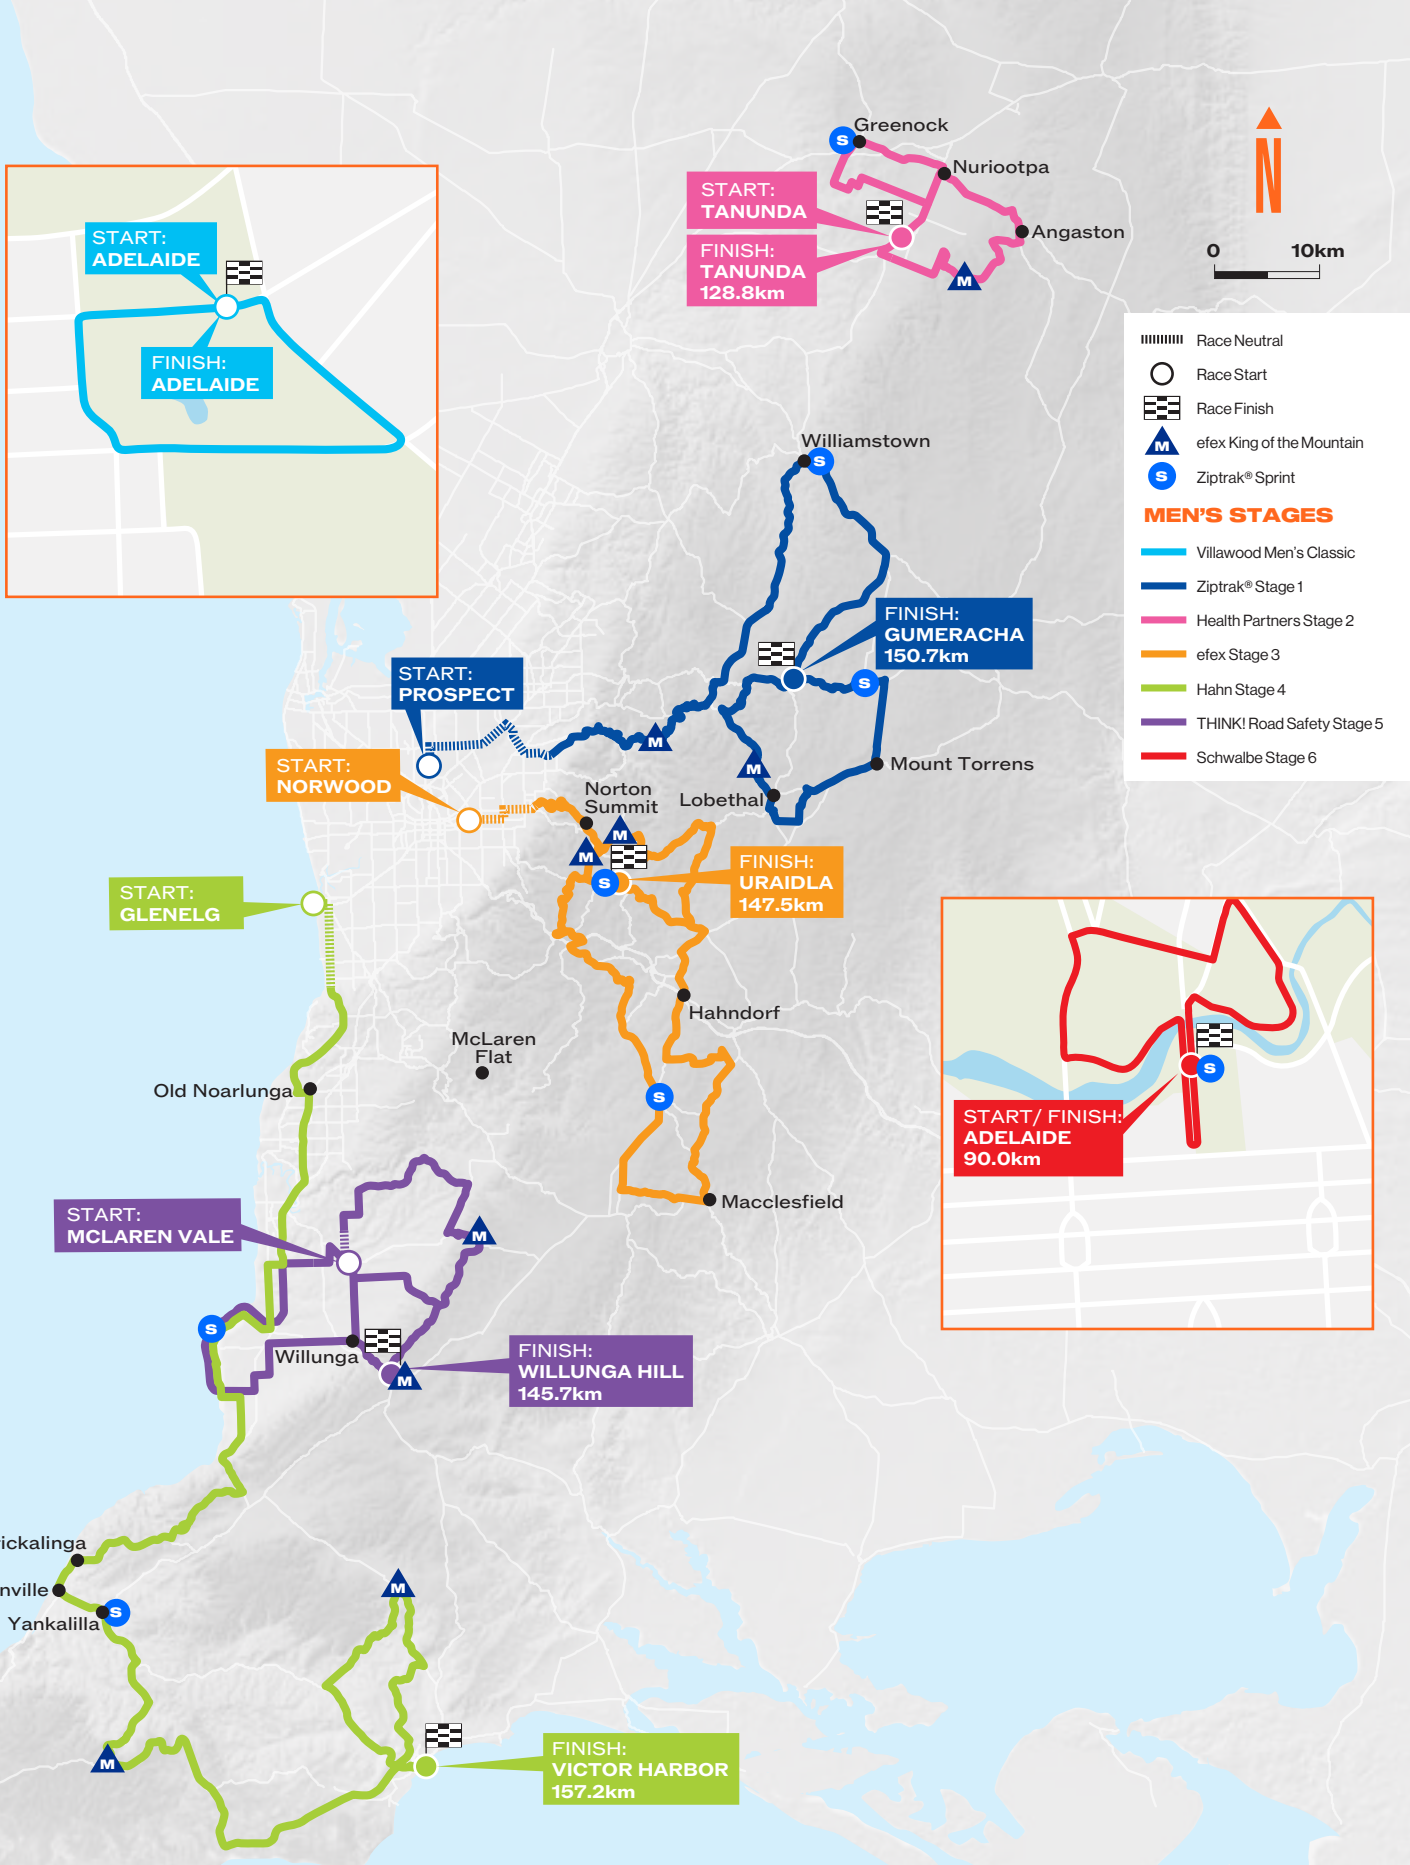 Greenock
Nuriootpa
START:
TANUNDA
FINISH:
TANUNDA
128.8km
Angaston
M
S
N
0 10km
Race Neutral
Race Start
Race Finish
M efex King of the Mountain
S Ziptrak® Sprint
MEN'S STAGES
Villawood Men's Classic
Ziptrak® Stage 1
Health Partners Stage 2
efex Stage 3
Hahn Stage 4
THINK! Road Safety Stage 5
Schwalbe Stage 6
START:
ADELAIDE
FINISH:
ADELAIDE
Williamstown
S
FINISH:
GUMERACHA
150.7km
S
START:
PROSPECT
M
M
Mount Torrens
Lobethal
START:
NORWOOD
Norton
Summit
M
M
S
FINISH:
URAIDLA
147.5km
START:
GLENELG
Hahndorf
McLaren
Flat
Old Noarlunga
S
Macclesfield
START/ FINISH:
ADELAIDE
90.0km
S
START:
MCLAREN VALE
M
S
Willunga
M
FINISH:
WILLUNGA HILL
145.7km
ickalinga
nville
Yankalilla
S
M
M
FINISH:
VICTOR HARBOR
157.2km